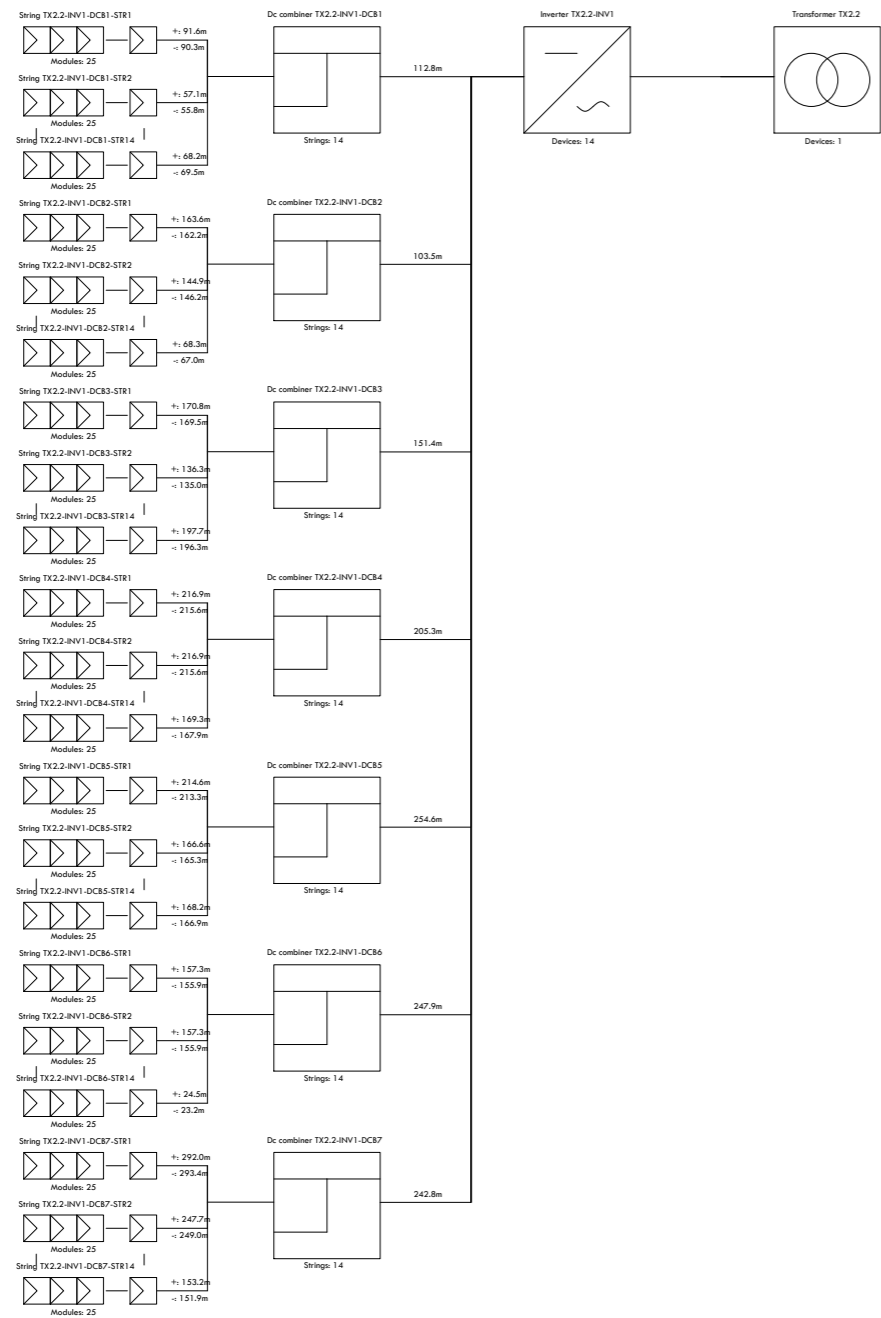 String TX2.2-INV1-DCB1-STR1
+: 91.6m
-: 90.3m
Modules: 25
String TX2.2-INV1-DCB1-STR2
+: 57.1m
-: 55.8m
Modules: 25
String TX2.2-INV1-DCB1-STR14
+: 68.2m
-: 69.5m
Modules: 25
Dc combiner TX2.2-INV1-DCB1
Strings: 14
112.8m
Inverter TX2.2-INV1
Devices: 14
Transformer TX2.2
Devices: 1
String TX2.2-INV1-DCB2-STR1
+: 163.6m
-: 162.2m
Modules: 25
String TX2.2-INV1-DCB2-STR2
+: 144.9m
-: 146.2m
Modules: 25
String TX2.2-INV1-DCB2-STR14
+: 68.3m
-: 67.0m
Modules: 25
Dc combiner TX2.2-INV1-DCB2
Strings: 14
103.5m
String TX2.2-INV1-DCB3-STR1
+: 170.8m
-: 169.5m
Modules: 25
String TX2.2-INV1-DCB3-STR2
+: 136.3m
-: 135.0m
Modules: 25
String TX2.2-INV1-DCB3-STR14
+: 197.7m
-: 196.3m
Modules: 25
Dc combiner TX2.2-INV1-DCB3
Strings: 14
151.4m
String TX2.2-INV1-DCB4-STR1
+: 216.9m
-: 215.6m
Modules: 25
String TX2.2-INV1-DCB4-STR2
+: 216.9m
-: 215.6m
Modules: 25
String TX2.2-INV1-DCB4-STR14
+: 169.3m
-: 167.9m
Modules: 25
Dc combiner TX2.2-INV1-DCB4
Strings: 14
205.3m
String TX2.2-INV1-DCB5-STR1
+: 214.6m
-: 213.3m
Modules: 25
String TX2.2-INV1-DCB5-STR2
+: 166.6m
-: 165.3m
Modules: 25
String TX2.2-INV1-DCB5-STR14
+: 168.2m
-: 166.9m
Modules: 25
Dc combiner TX2.2-INV1-DCB5
Strings: 14
254.6m
String TX2.2-INV1-DCB6-STR1
+: 157.3m
-: 155.9m
Modules: 25
String TX2.2-INV1-DCB6-STR2
+: 157.3m
-: 155.9m
Modules: 25
String TX2.2-INV1-DCB6-STR14
+: 24.5m
-: 23.2m
Modules: 25
Dc combiner TX2.2-INV1-DCB6
Strings: 14
247.9m
String TX2.2-INV1-DCB7-STR1
+: 292.0m
-: 293.4m
Modules: 25
String TX2.2-INV1-DCB7-STR2
+: 247.7m
-: 249.0m
Modules: 25
String TX2.2-INV1-DCB7-STR14
+: 153.2m
-: 151.9m
Modules: 25
Dc combiner TX2.2-INV1-DCB7
Strings: 14
242.8m